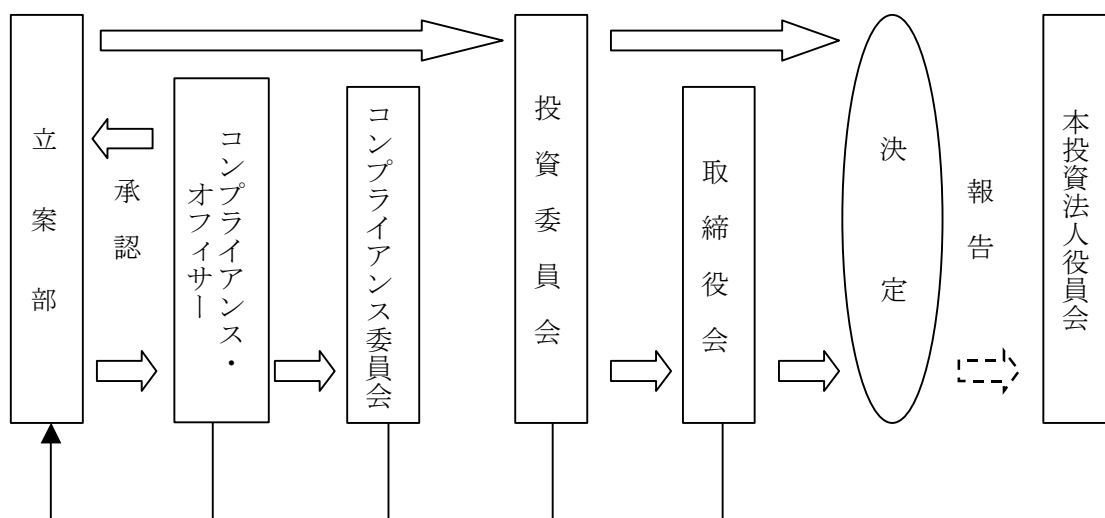 立案部
承認
コンプライアンス・
オフィサー
コンプライアンス委員会
投資委員会
取締役会
決定
報告
本投資法人役員会